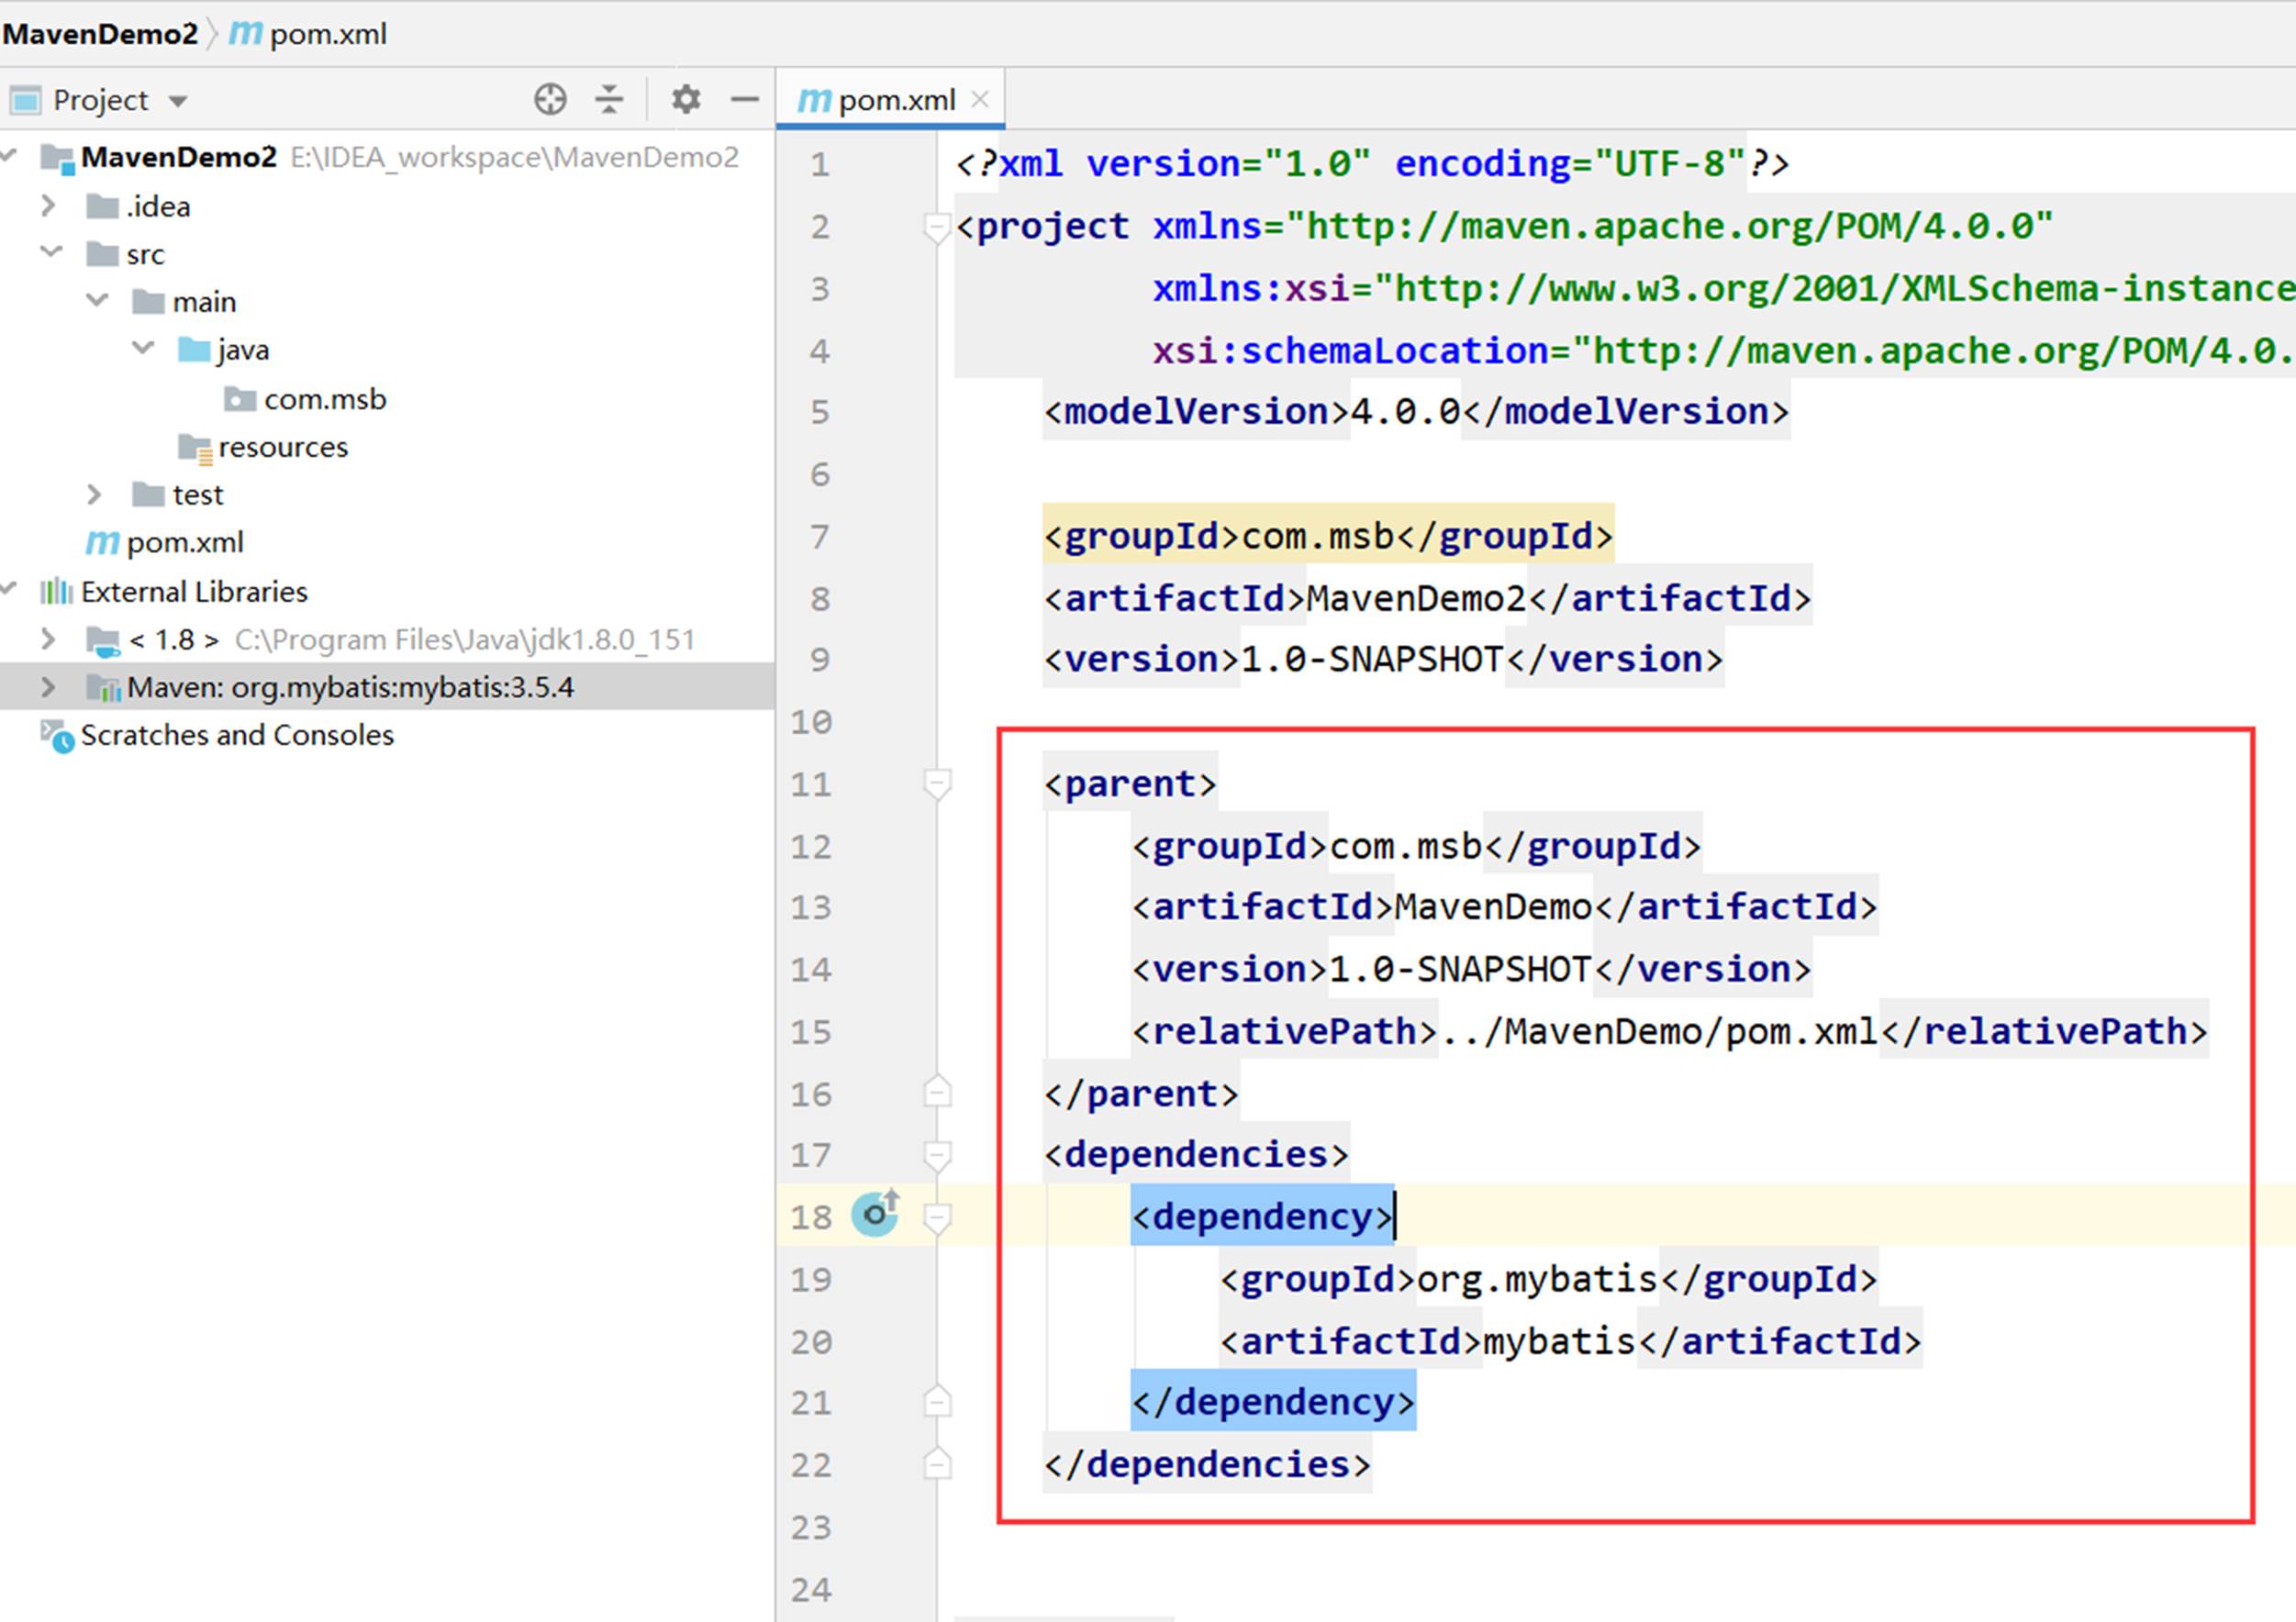 MavenDemo2 〉 m pom.xml
Project
MavenDemo2 E:\IDEA_workspace\MavenDemo2
.idea
src
main
java
com.msb
resources
test
m pom.xml
External Libraries
< 1.8 > C:\Program Files\Java\jdk1.8.0_151
Maven: org.mybatis:mybatis:3.5.4
Scratches and Consoles
m pom.xml ×
1 <?xml version="1.0" encoding="UTF-8"?>
2 <project xmlns="http://maven.apache.org/POM/4.0.0"
3 xmlns:xsi="http://www.w3.org/2001/XMLSchema-instance
4 xsi:schemaLocation="http://maven.apache.org/POM/4.0.
5 <modelVersion>4.0.0</modelVersion>
6
7 <groupId>com.msb</groupId>
8 <artifactId>MavenDemo2</artifactId>
9 <version>1.0-SNAPSHOT</version>
10
11 <parent>
12 <groupId>com.msb</groupId>
13 <artifactId>MavenDemo</artifactId>
14 <version>1.0-SNAPSHOT</version>
15 <relativePath>../MavenDemo/pom.xml</relativePath>
16 </parent>
17 <dependencies>
18 <dependency>
19 <groupId>org.mybatis</groupId>
20 <artifactId>mybatis</artifactId>
21 </dependency>
22 </dependencies>
23
24